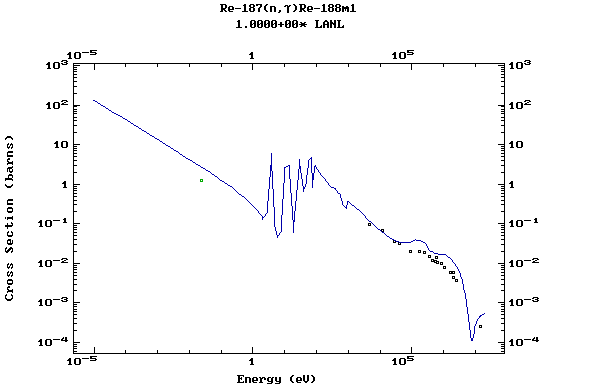 Re-187(n,γ)Re-188m1
1.0000+00* LANL
10-5 1 105
103 103
102 102
10 10
1 1
10-1 10-1
10-2 10-2
10-3 10-3
10-4 10-4
10-5 1 105
Cross Section (barns)
Energy (eV)